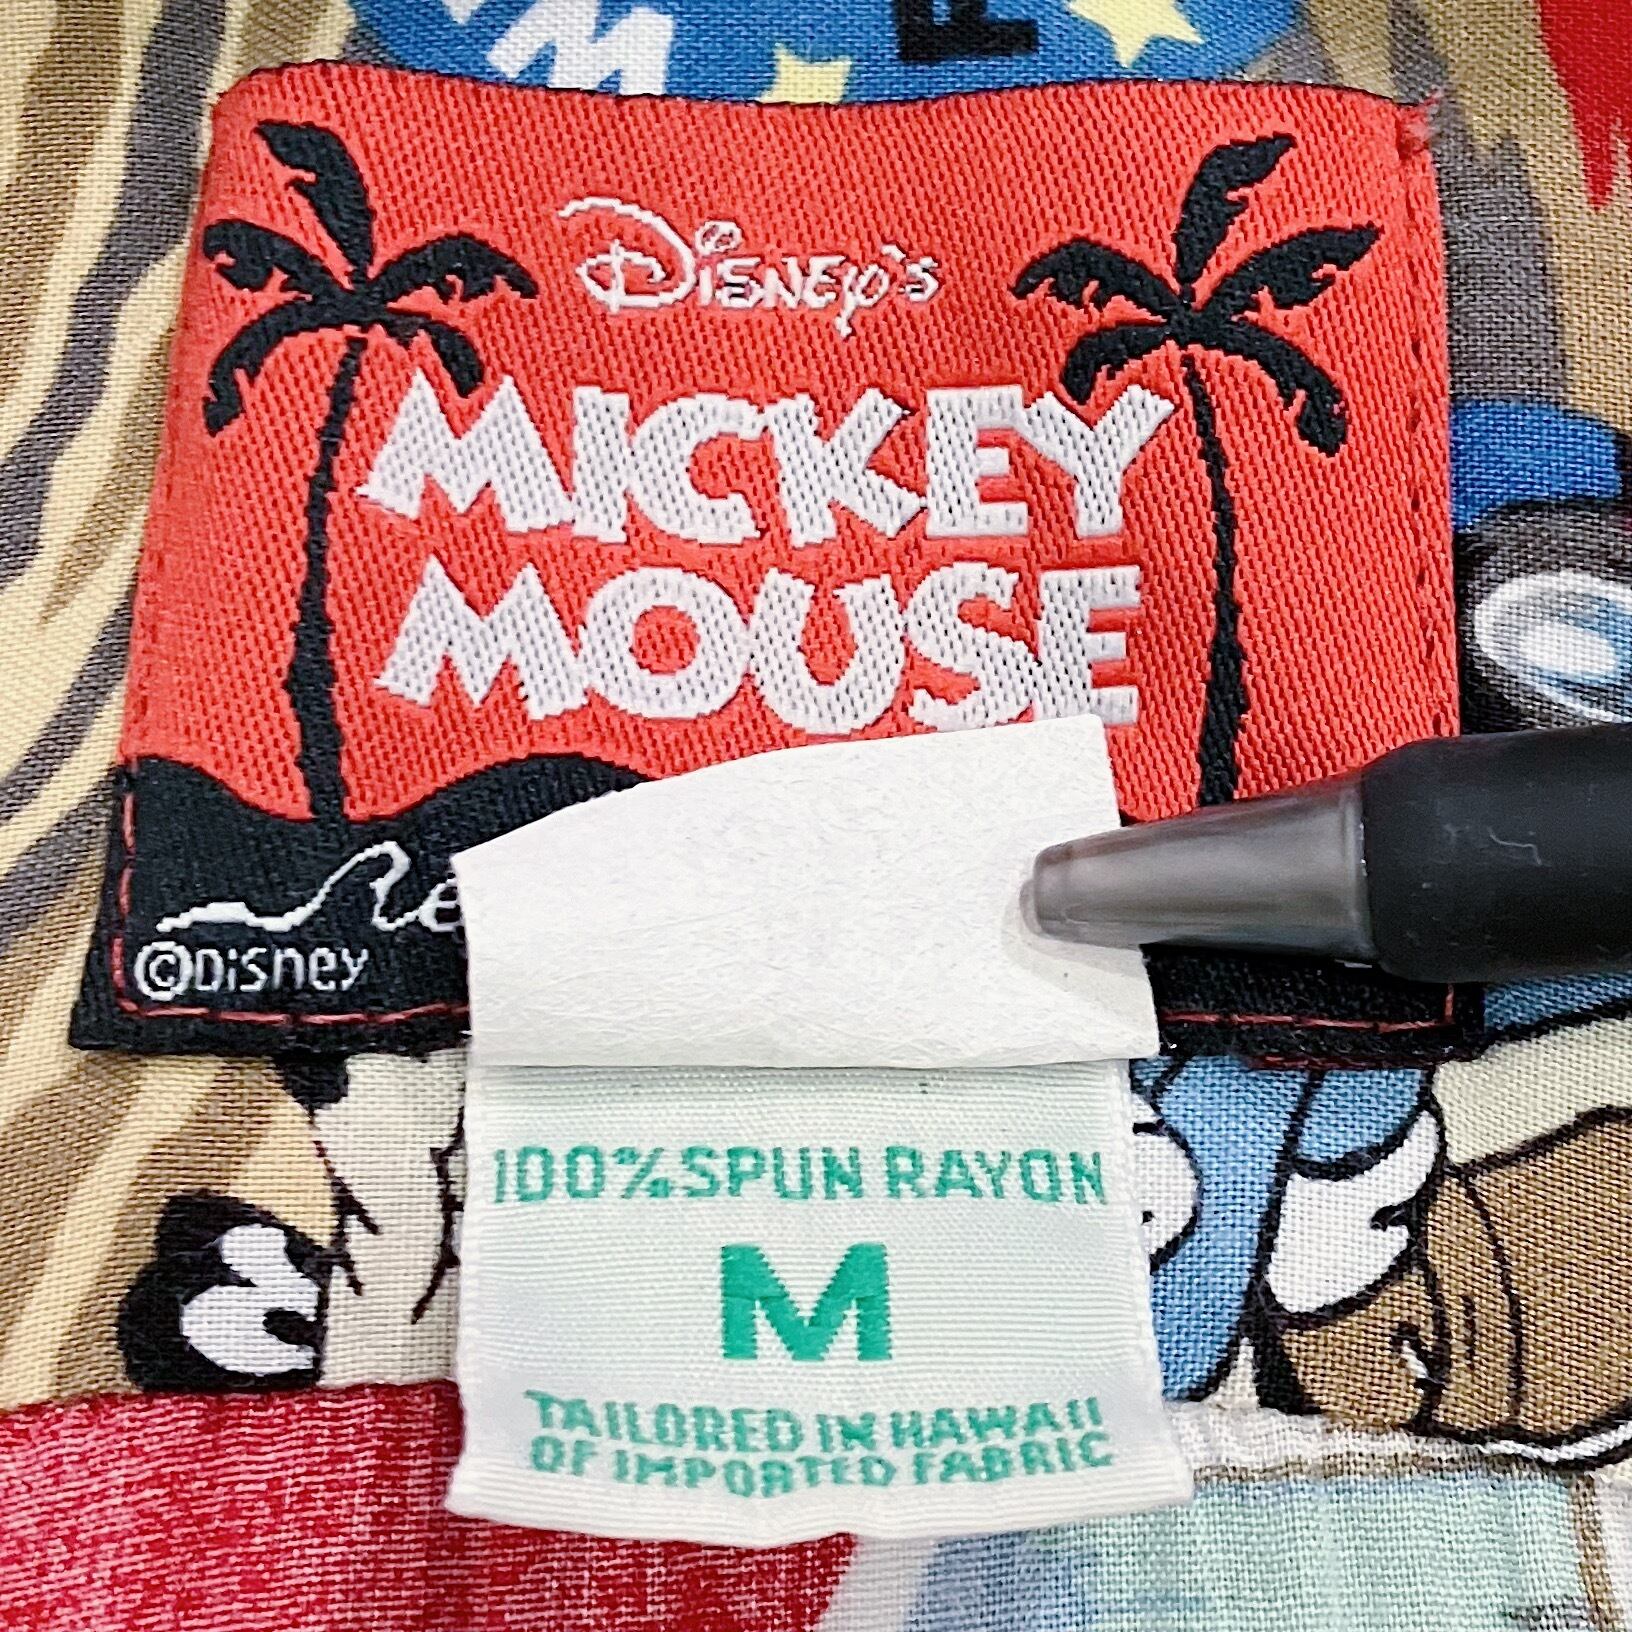 M
F
Disney's
MICKEY
MOUSE
©Disney
100% SPUN RAYON
M
TAILORED IN HAWAII
OF IMPORTED FABRIC